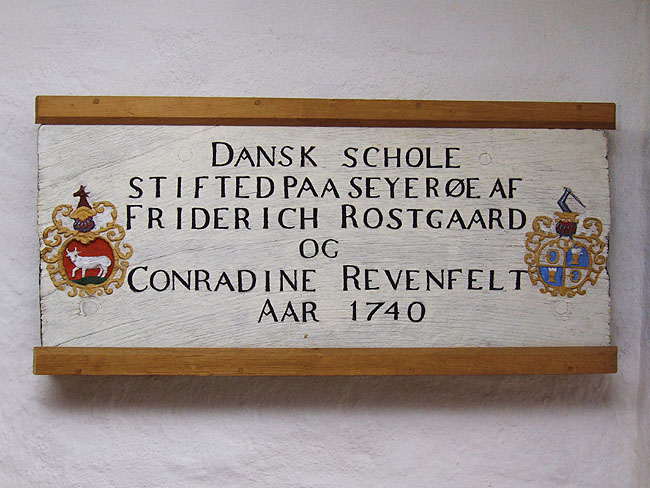 DANSK SCHOLE
STIFTED PAA SEYERØE AF
FRIDERICH ROSTGAARD
OG
CONRADINE REVENFELT
AAR 1740